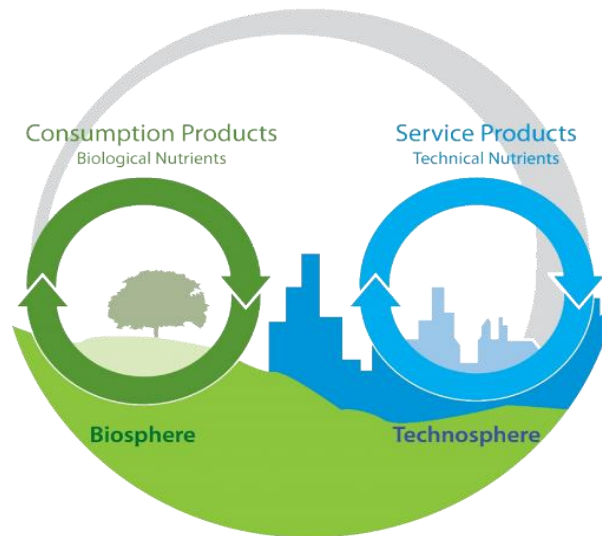 Consumption Products
Biological Nutrients
Service Products
Technical Nutrients
Biosphere
Technosphere